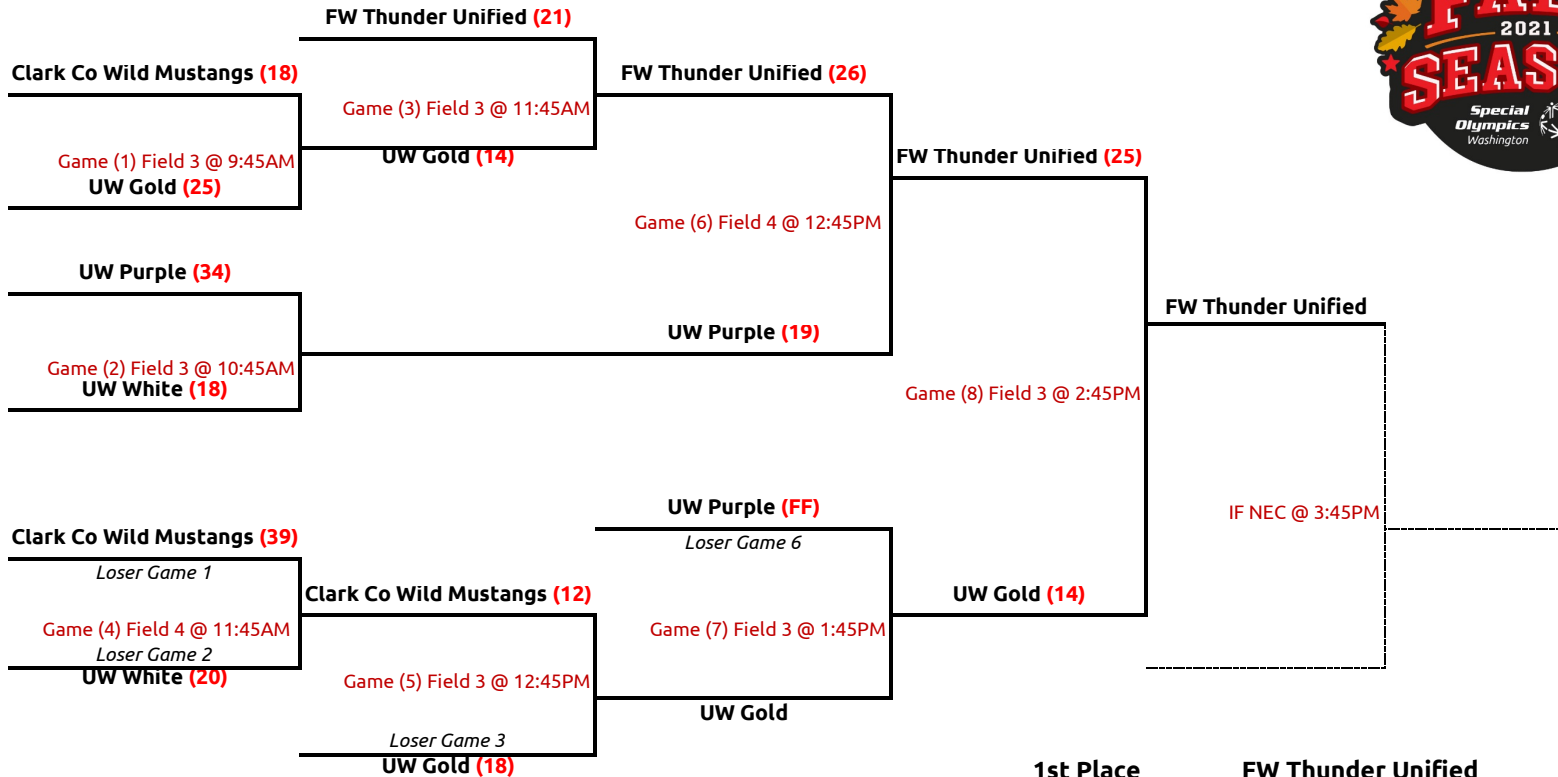 FW Thunder Unified (21)
2021
Clark Co Wild Mustangs (18)
FW Thunder Unified (26)
Game (3) Field 3 @ 11:45AM
Special
Olympics
Washington
Game (1) Field 3 @ 9:45AM
UW Gold (14)
FW Thunder Unified (25)
UW Gold (25)
Game (6) Field 4 @ 12:45PM
UW Purple (34)
FW Thunder Unified
UW Purple (19)
Game (2) Field 3 @ 10:45AM
UW White (18)
Game (8) Field 3 @ 2:45PM
UW Purple (FF)
IF NEC @ 3:45PM
Clark Co Wild Mustangs (39)
Loser Game 6
Loser Game 1
Clark Co Wild Mustangs (12)
UW Gold (14)
Game (4) Field 4 @ 11:45AM
Game (7) Field 3 @ 1:45PM
Loser Game 2
UW White (20)
Game (5) Field 3 @ 12:45PM
UW Gold
Loser Game 3
UW Gold (18)
1st Place FW Thunder Unified